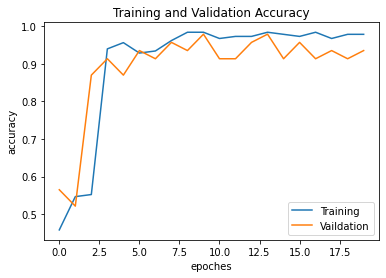 Training and Validation Accuracy
1.0
0.9
0.8
0.7
0.6
0.5
accuracy
Training
Vaildation
0.0 2.5 5.0 7.5 10.0 12.5 15.0 17.5
epoches